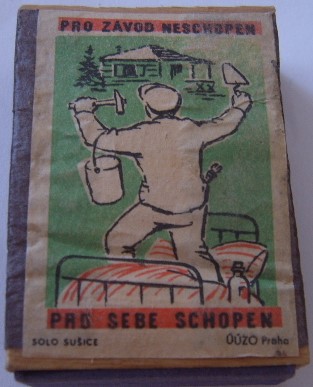 PRO ZÁVOD NESCHOPEN
PRO SEBE SCHOPEN
SOLO SUŠICE ÚÚZO Praha